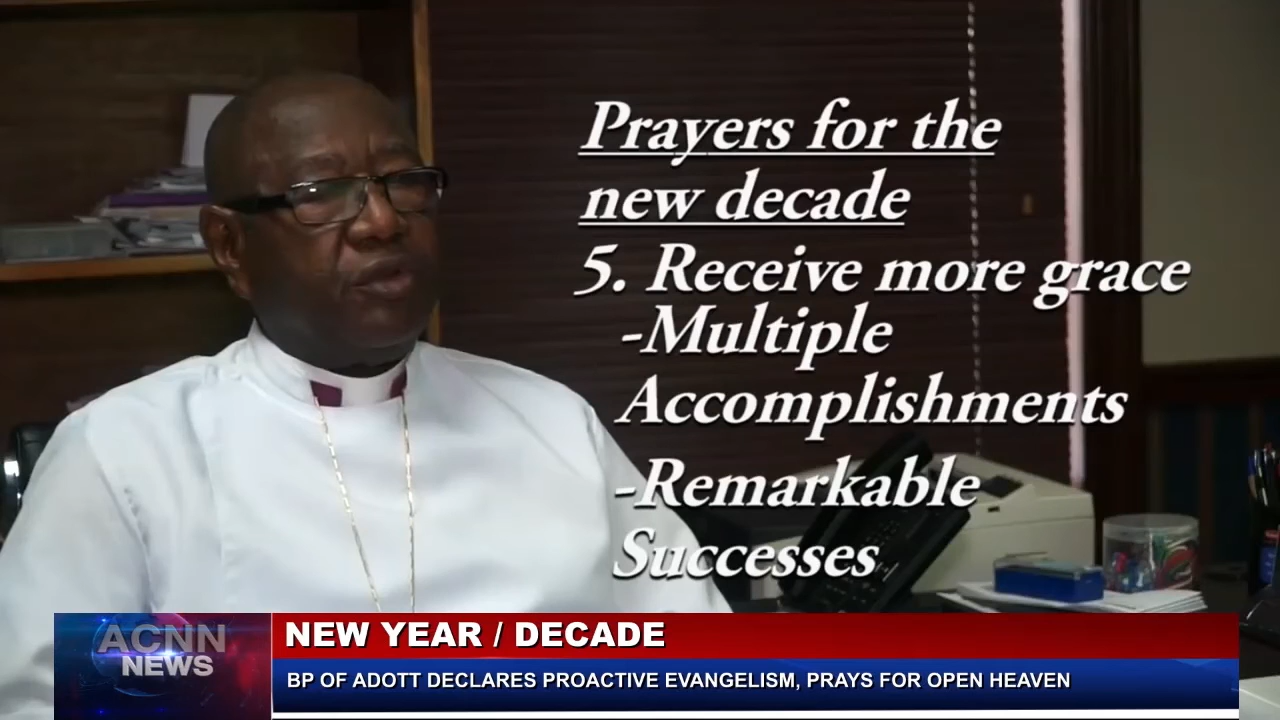 Prayers for the
new decade
5. Receive more grace
-Multiple
Accomplishments
-Remarkable
Successes
ACNN
NEWS
NEW YEAR / DECADE
BP OF ADOTT DECLARES PROACTIVE EVANGELISM, PRAYS FOR OPEN HEAVEN